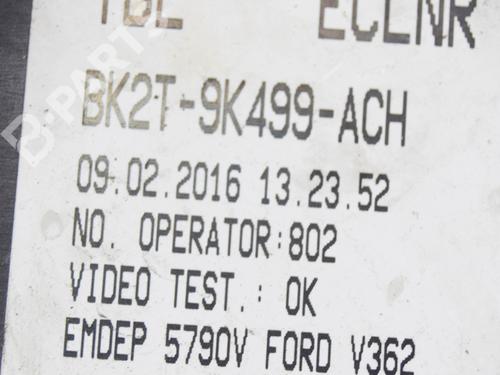 ECLNR
BK2T-9K499-ACH
09.02.2016 13.23.52
NO. OPERATOR:802
VIDEO TEST.: OK
EMDEP 5790V FORD V362
B-PARTS